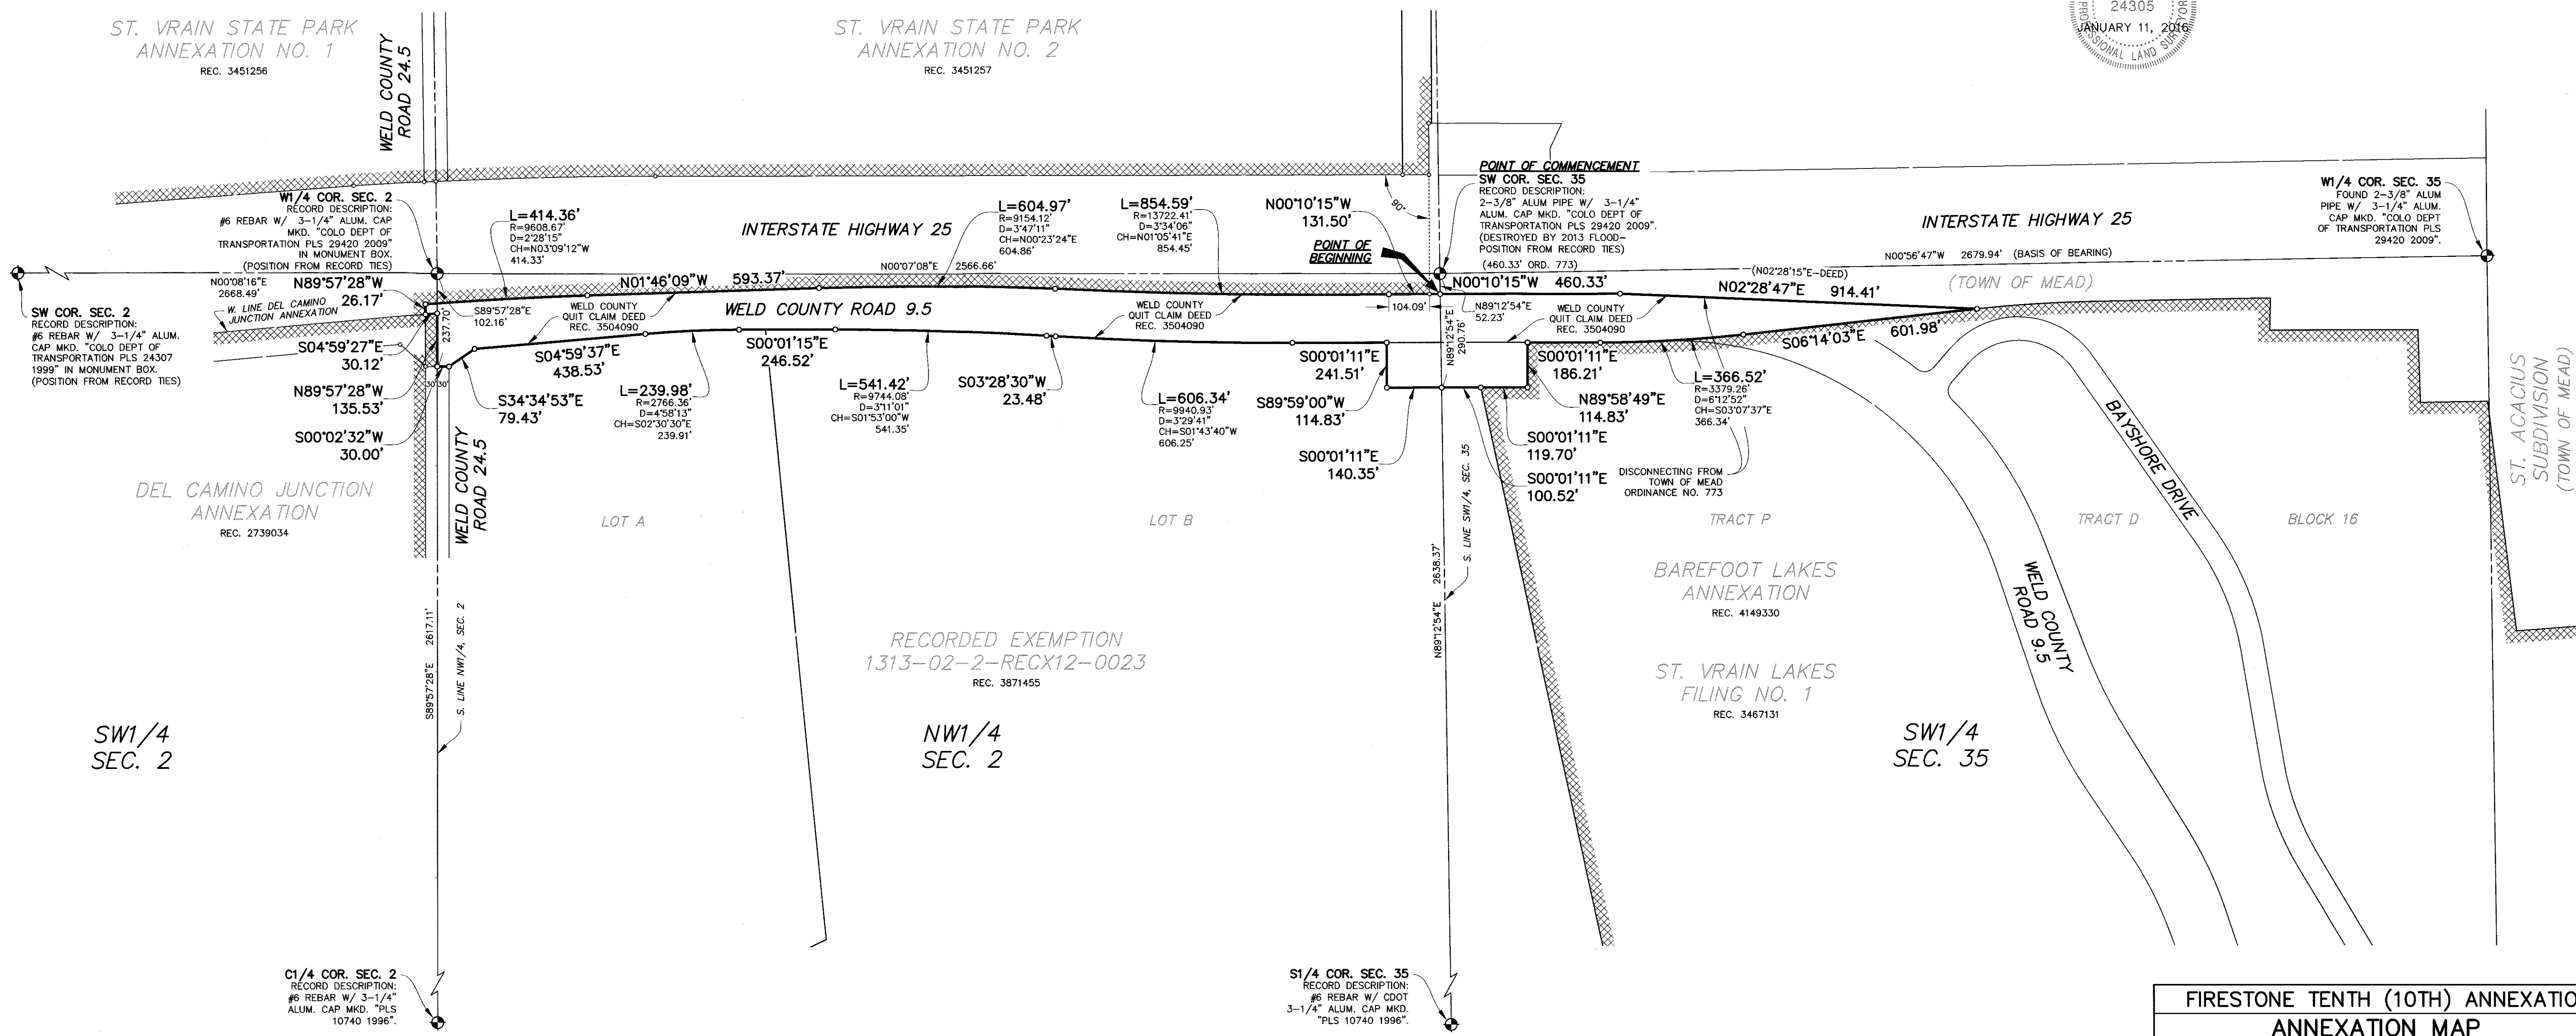 ST. VRAIN STATE PARK
ANNEXATION NO. 1
REC. 3451256
WELD COUNTY
ROAD 24.5
ST. VRAIN STATE PARK
ANNEXATION NO. 2
REC. 3451257
24305
JANUARY 11, 2016
PROFESSIONAL LAND SURVEYOR
W1/4 COR. SEC. 2
RECORD DESCRIPTION:
#6 REBAR W/ 3-1/4" ALUM. CAP
MKD. "COLO DEPT OF
TRANSPORTATION PLS 29420 2009"
IN MONUMENT BOX.
(POSITION FROM RECORD TIES)
L=414.36'
R=9608.67'
D=2°28'15"
CH=N03°09'12"W
414.33'
INTERSTATE HIGHWAY 25
L=604.97'
R=9154.12'
D=3°47'11"
CH=N00°23'24"E
604.86'
L=854.59'
R=13722.41'
D=3°34'06"
CH=N01°05'41"E
854.45'
N00°10'15"W
131.50'
POINT OF
BEGINNING
90°
POINT OF COMMENCEMENT
SW COR. SEC. 35
RECORD DESCRIPTION:
2-3/8" ALUM PIPE W/ 3-1/4"
ALUM. CAP MKD. "COLO DEPT OF
TRANSPORTATION PLS 29420 2009".
(DESTROYED BY 2013 FLOOD-
POSITION FROM RECORD TIES)
(460.33' ORD. 773)
INTERSTATE HIGHWAY 25
W1/4 COR. SEC. 35
FOUND 2-3/8" ALUM
PIPE W/ 3-1/4" ALUM.
CAP MKD. "COLO DEPT
OF TRANSPORTATION PLS
29420 2009".
N00°56'47"W 2679.94' (BASIS OF BEARING)
(N02°28'15"E-DEED)
(TOWN OF MEAD)
N00°07'08"E 2566.66'
N00°08'16"E
2668.49'
N89°57'28"W
26.17'
W. LINE DEL CAMINO
JUNCTION ANNEXATION
S89°57'28"E
102.16'
237.70'
N01°46'09"W 593.37'
WELD COUNTY ROAD 9.5
WELD COUNTY
QUIT CLAIM DEED
REC. 3504090
WELD COUNTY
QUIT CLAIM DEED
REC. 3504090
104.09'
N89°12'54"E
52.23'
N89°12'54"E
290.76'
N00°10'15"W 460.33'
WELD COUNTY
QUIT CLAIM DEED
REC. 3504090
N02°28'47"E 914.41'
SW COR. SEC. 2
RECORD DESCRIPTION:
#6 REBAR W/ 3-1/4" ALUM.
CAP MKD. "COLO DEPT OF
TRANSPORTATION PLS 24307
1999" IN MONUMENT BOX.
(POSITION FROM RECORD TIES)
S04°59'27"E
30.12'
N89°57'28"W
135.53'
S00°02'32"W
30.00'
30'
30'
S34°34'53"E
79.43'
S04°59'37"E
438.53'
L=239.98'
R=2766.36'
D=4°58'13"
CH=S02°30'30"E
239.91'
S00°01'15"E
246.52'
L=541.42'
R=9744.08'
D=3°11'01"
CH=S01°53'00"W
541.35'
S03°28'30"W
23.48'
L=606.34'
R=9940.93'
D=3°29'41"
CH=S01°43'40"W
606.25'
S00°01'11"E
241.51'
S89°59'00"W
114.83'
S00°01'11"E
140.35'
S00°01'11"E
186.21'
N89°58'49"E
114.83'
S00°01'11"E
119.70'
S00°01'11"E
100.52'
S06°14'03"E 601.98'
L=366.52'
R=3379.26'
D=6°12'52"
CH=S03°07'37"E
366.34'
DISCONNECTING FROM
TOWN OF MEAD
ORDINANCE NO. 773
BAYSHORE DRIVE
ST. ACACIUS
SUBDIVISION
(TOWN OF MEAD)
DEL CAMINO JUNCTION
ANNEXATION
REC. 2739034
WELD COUNTY
ROAD 24.5
LOT A
LOT B
S. LINE SW1/4, SEC. 35
N89°12'54"E 2638.37'
TRACT P
TRACT D
BLOCK 16
BAREFOOT LAKES
ANNEXATION
REC. 4149330
WELD COUNTY
ROAD 9.5
S89°57'28"E 2617.11'
S. LINE NW1/4, SEC. 2
RECORDED EXEMPTION
1313-02-2-RECX12-0023
REC. 3871455
ST. VRAIN LAKES
FILING NO. 1
REC. 3467131
SW1/4
SEC. 2
NW1/4
SEC. 2
SW1/4
SEC. 35
C1/4 COR. SEC. 2
RECORD DESCRIPTION:
#6 REBAR W/ 3-1/4"
ALUM. CAP MKD. "PLS
10740 1996".
S1/4 COR. SEC. 35
RECORD DESCRIPTION:
#6 REBAR W/ CDOT
3-1/4" ALUM. CAP MKD.
"PLS 10740 1996".
FIRESTONE TENTH (10TH) ANNEXATIO
ANNEXATION MAP